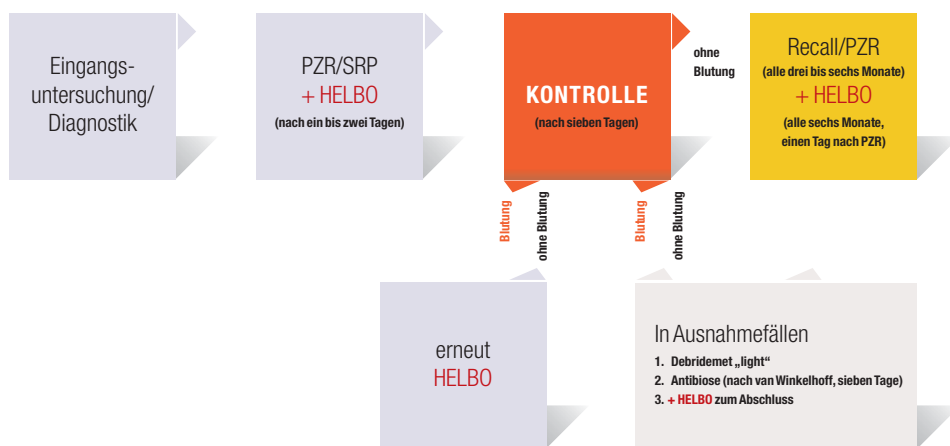 Eingangs-
untersuchung/
Diagnostik
PZR/SRP
+ HELBO
(nach ein bis zwei Tagen)
KONTROLLE
(nach sieben Tagen)
ohne
Blutung
Recall/PZR
(alle drei bis sechs Monate)
+ HELBO
(alle sechs Monate,
einen Tag nach PZR)
Blutung
ohne Blutung
Blutung
ohne Blutung
erneut
HELBO
In Ausnahmefällen
1. Debridemet „light“
2. Antibiose (nach van Winkelhoff, sieben Tage)
3. + HELBO zum Abschluss